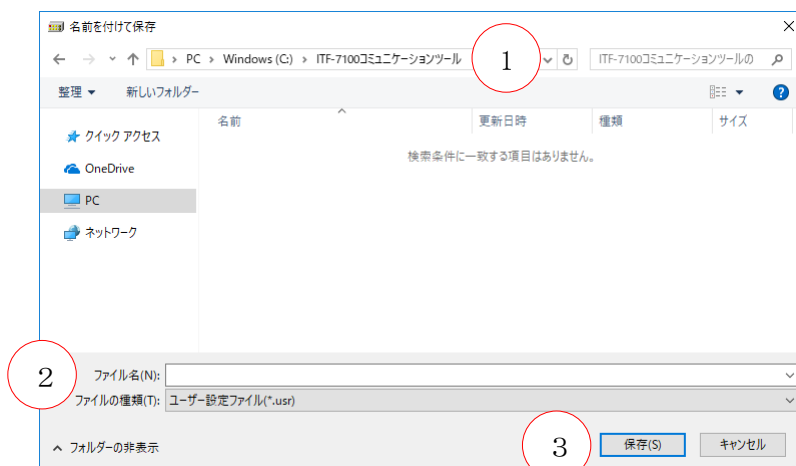 名前を付けて保存
PC › Windows (C:) › ITF-7100コミュニケーションツール
1
ITF-7100コミュニケーションツールの
整理 新しいフォルダー
?
名前 更新日時 種類 サイズ
クイック アクセス
検索条件に一致する項目はありません。
OneDrive
PC
ネットワーク
2
ファイル名(N):
ファイルの種類(T): ユーザー設定ファイル(*.usr)
フォルダーの非表示
3
保存(S) キャンセル